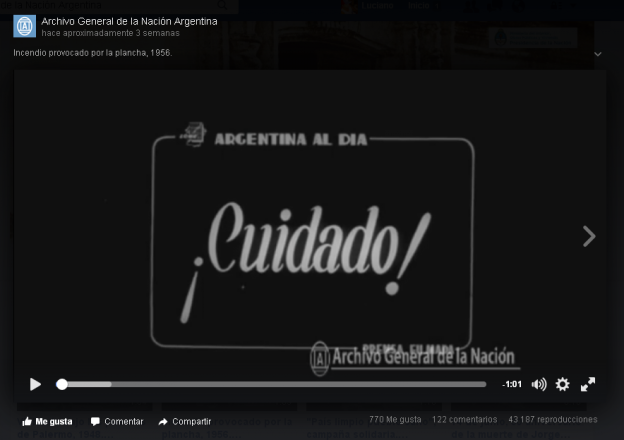 Archivo General de la Nación Argentina
hace aproximadamente 3 semanas
Incendio provocado por la plancha, 1956.
ARGENTINA AL DIA
¡Cuidado!
PRENSA FILMADA
Archivo General de la Nación
-1:01
Me gusta Comentar Compartir 770 Me gusta 122 comentarios 43 187 reproducciones